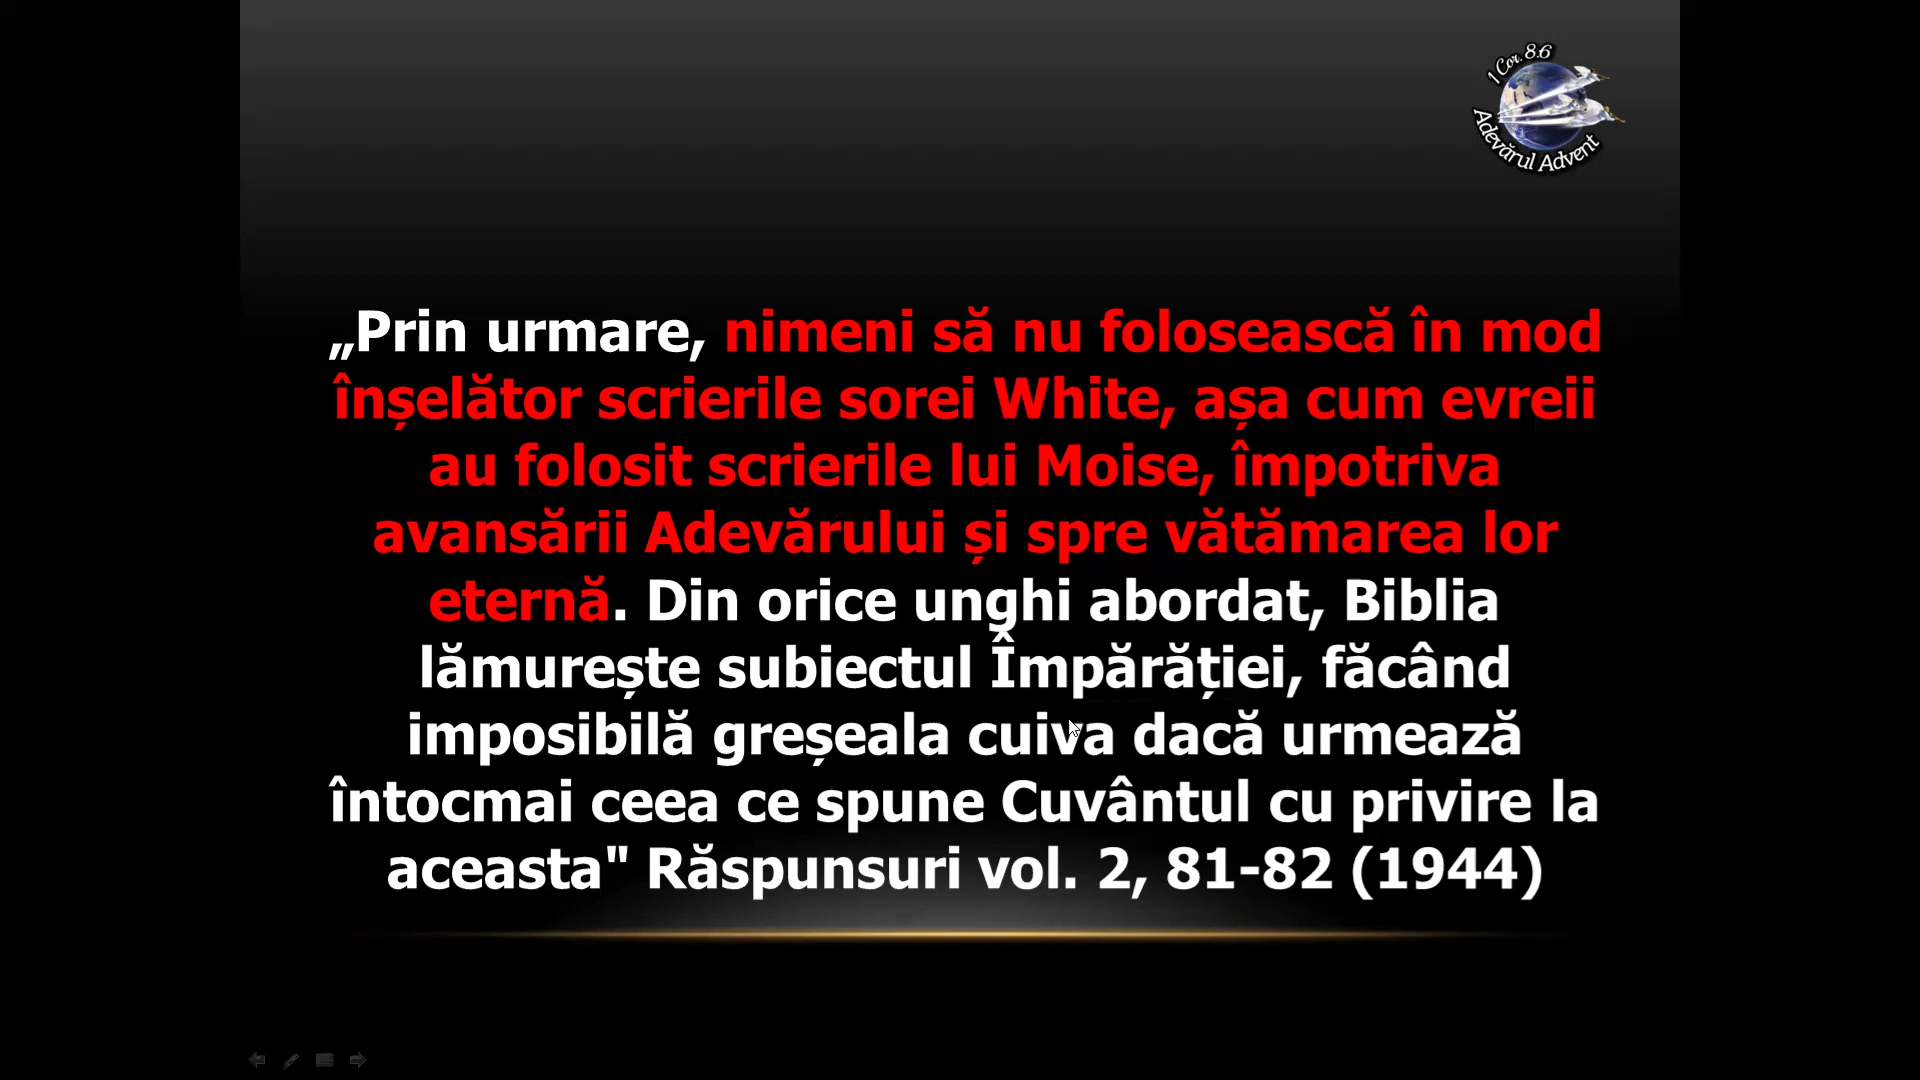 1 Cor. 8:6
Adevărul Advent
„Prin urmare, nimeni să nu folosească în mod
înșelător scrierile sorei White, așa cum evreii
au folosit scrierile lui Moise, împotriva
avansării Adevărului și spre vătămarea lor
eternă. Din orice unghi abordat, Biblia
lămurește subiectul Împărăției, făcând
imposibilă greșeala cuiva dacă urmează
întocmai ceea ce spune Cuvântul cu privire la
aceasta" Răspunsuri vol. 2, 81-82 (1944)